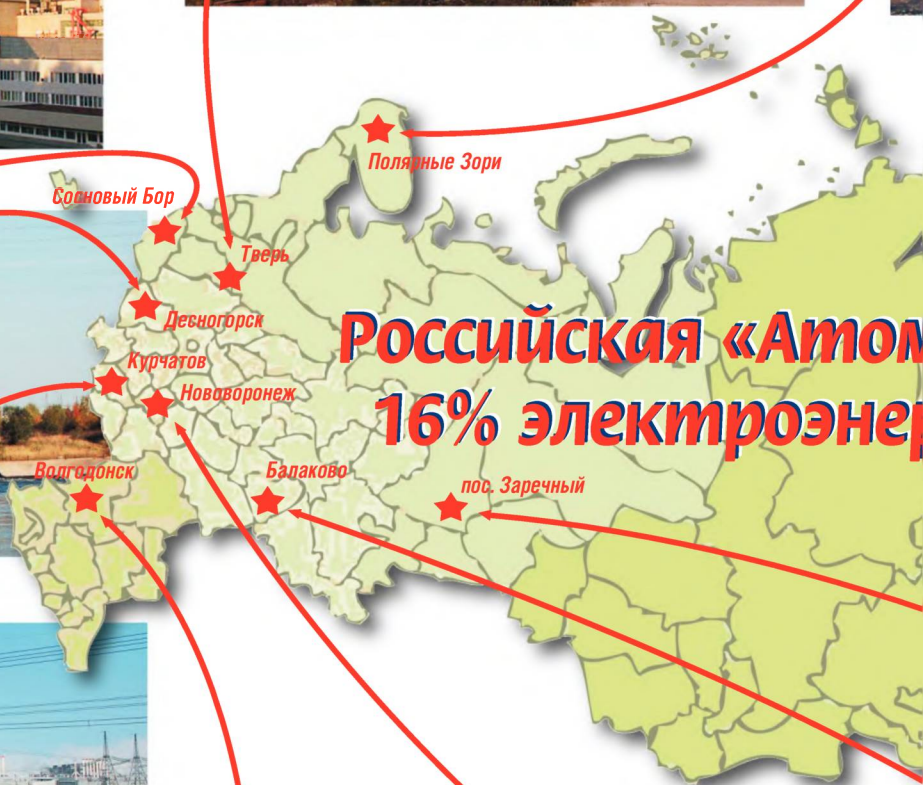 Полярные Зори
Сосновый Бор
Тверь
Десногорск
Российская «Атом
Курчатов
Нововоронеж
16% электроэнер
Волгодонск
Балаково
пос. Заречный